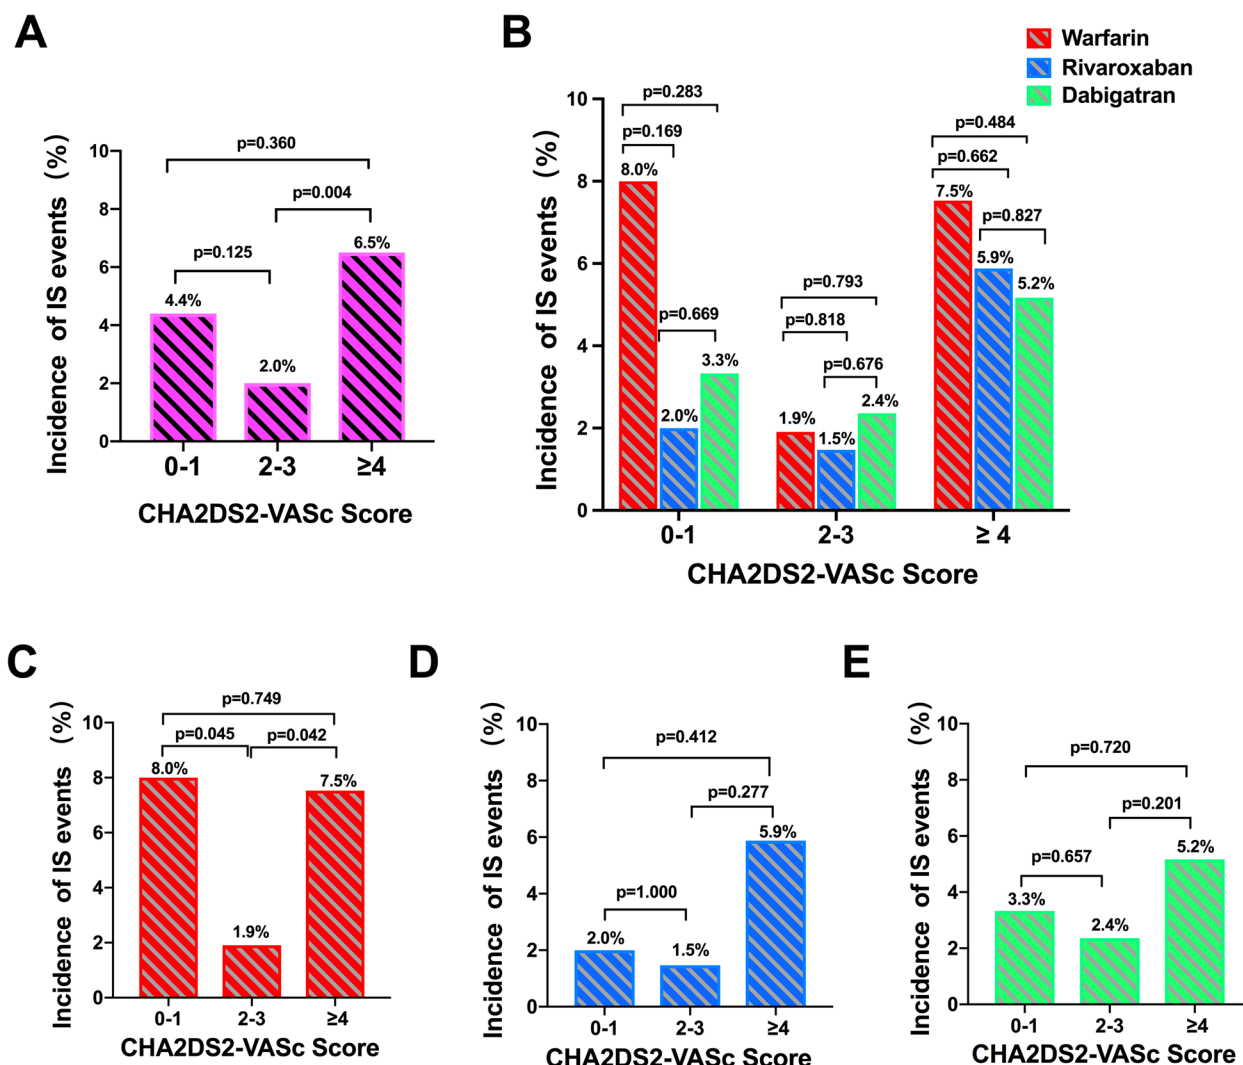 A
Incidence of IS events (%)
10
8
6
4
2
0
p=0.360
p=0.004
p=0.125
4.4%
2.0%
6.5%
0-1
2-3
≥4
CHA2DS2-VASc Score
B
Warfarin
Rivaroxaban
Dabigatran
Incidence of IS events (%)
10
8
6
4
2
0
p=0.283
p=0.169
8.0%
p=0.669
2.0%
3.3%
p=0.793
p=0.818
p=0.676
1.9%
1.5%
2.4%
p=0.484
p=0.662
7.5%
p=0.827
5.9%
5.2%
0-1
2-3
≥ 4
CHA2DS2-VASc Score
C
Incidence of IS events (%)
10
8
6
4
2
0
p=0.749
p=0.045
p=0.042
8.0%
1.9%
7.5%
0-1
2-3
≥4
CHA2DS2-VASc Score
D
Incidence of IS events (%)
10
8
6
4
2
0
p=0.412
p=0.277
p=1.000
2.0%
1.5%
5.9%
0-1
2-3
≥4
CHA2DS2-VASc Score
E
Incidence of IS events (%)
10
8
6
4
2
0
p=0.720
p=0.201
p=0.657
3.3%
2.4%
5.2%
0-1
2-3
≥4
CHA2DS2-VASc Score